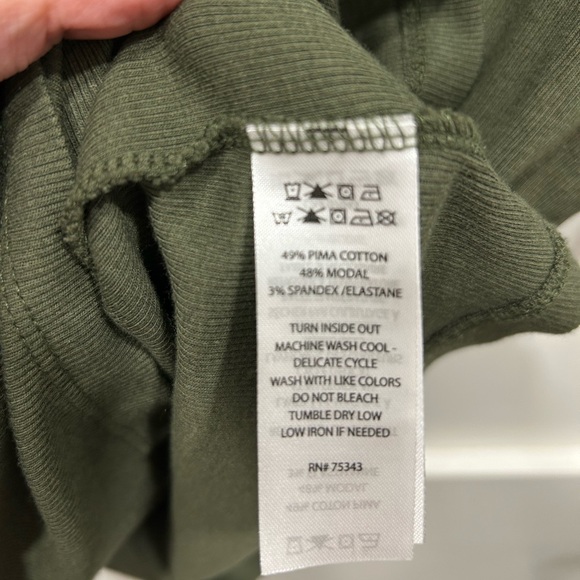 49% PIMA COTTON
48% MODAL
3% SPANDEX /ELASTANE
TURN INSIDE OUT
MACHINE WASH COOL -
DELICATE CYCLE
WASH WITH LIKE COLORS
DO NOT BLEACH
TUMBLE DRY LOW
LOW IRON IF NEEDED
RN# 75343